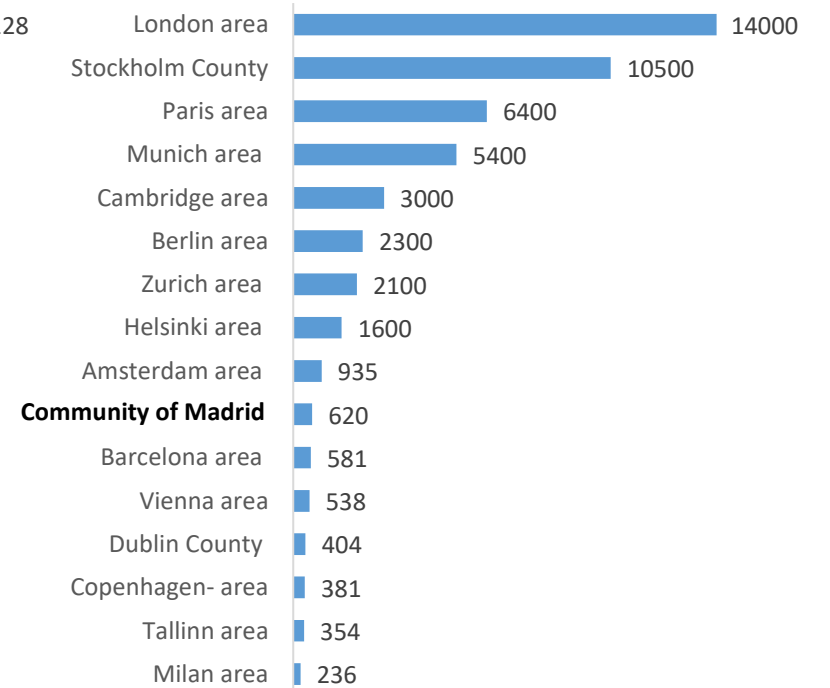 28
London area 14000
Stockholm County 10500
Paris area 6400
Munich area 5400
Cambridge area 3000
Berlin area 2300
Zurich area 2100
Helsinki area 1600
Amsterdam area 935
Community of Madrid 620
Barcelona area 581
Vienna area 538
Dublin County 404
Copenhagen- area 381
Tallinn area 354
Milan area 236